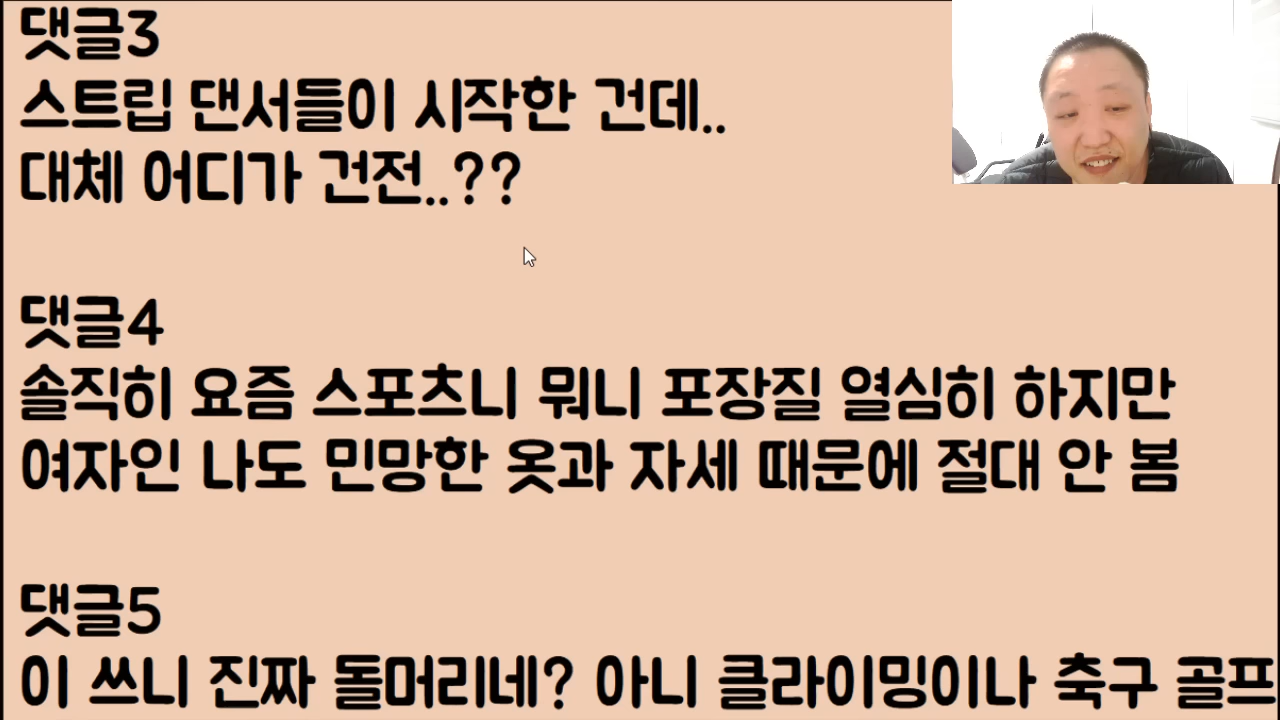 댓글3
스트립 댄서들이 시작한 건데..
대체 어디가 건전..??
댓글4
솔직히 요즘 스포츠니 뭐니 포장질 열심히 하지만
여자인 나도 민망한 옷과 자세 때문에 절대 안 봄
댓글5
이 쓰니 진짜 돌머리네? 아니 클라이밍이나 축구 골프